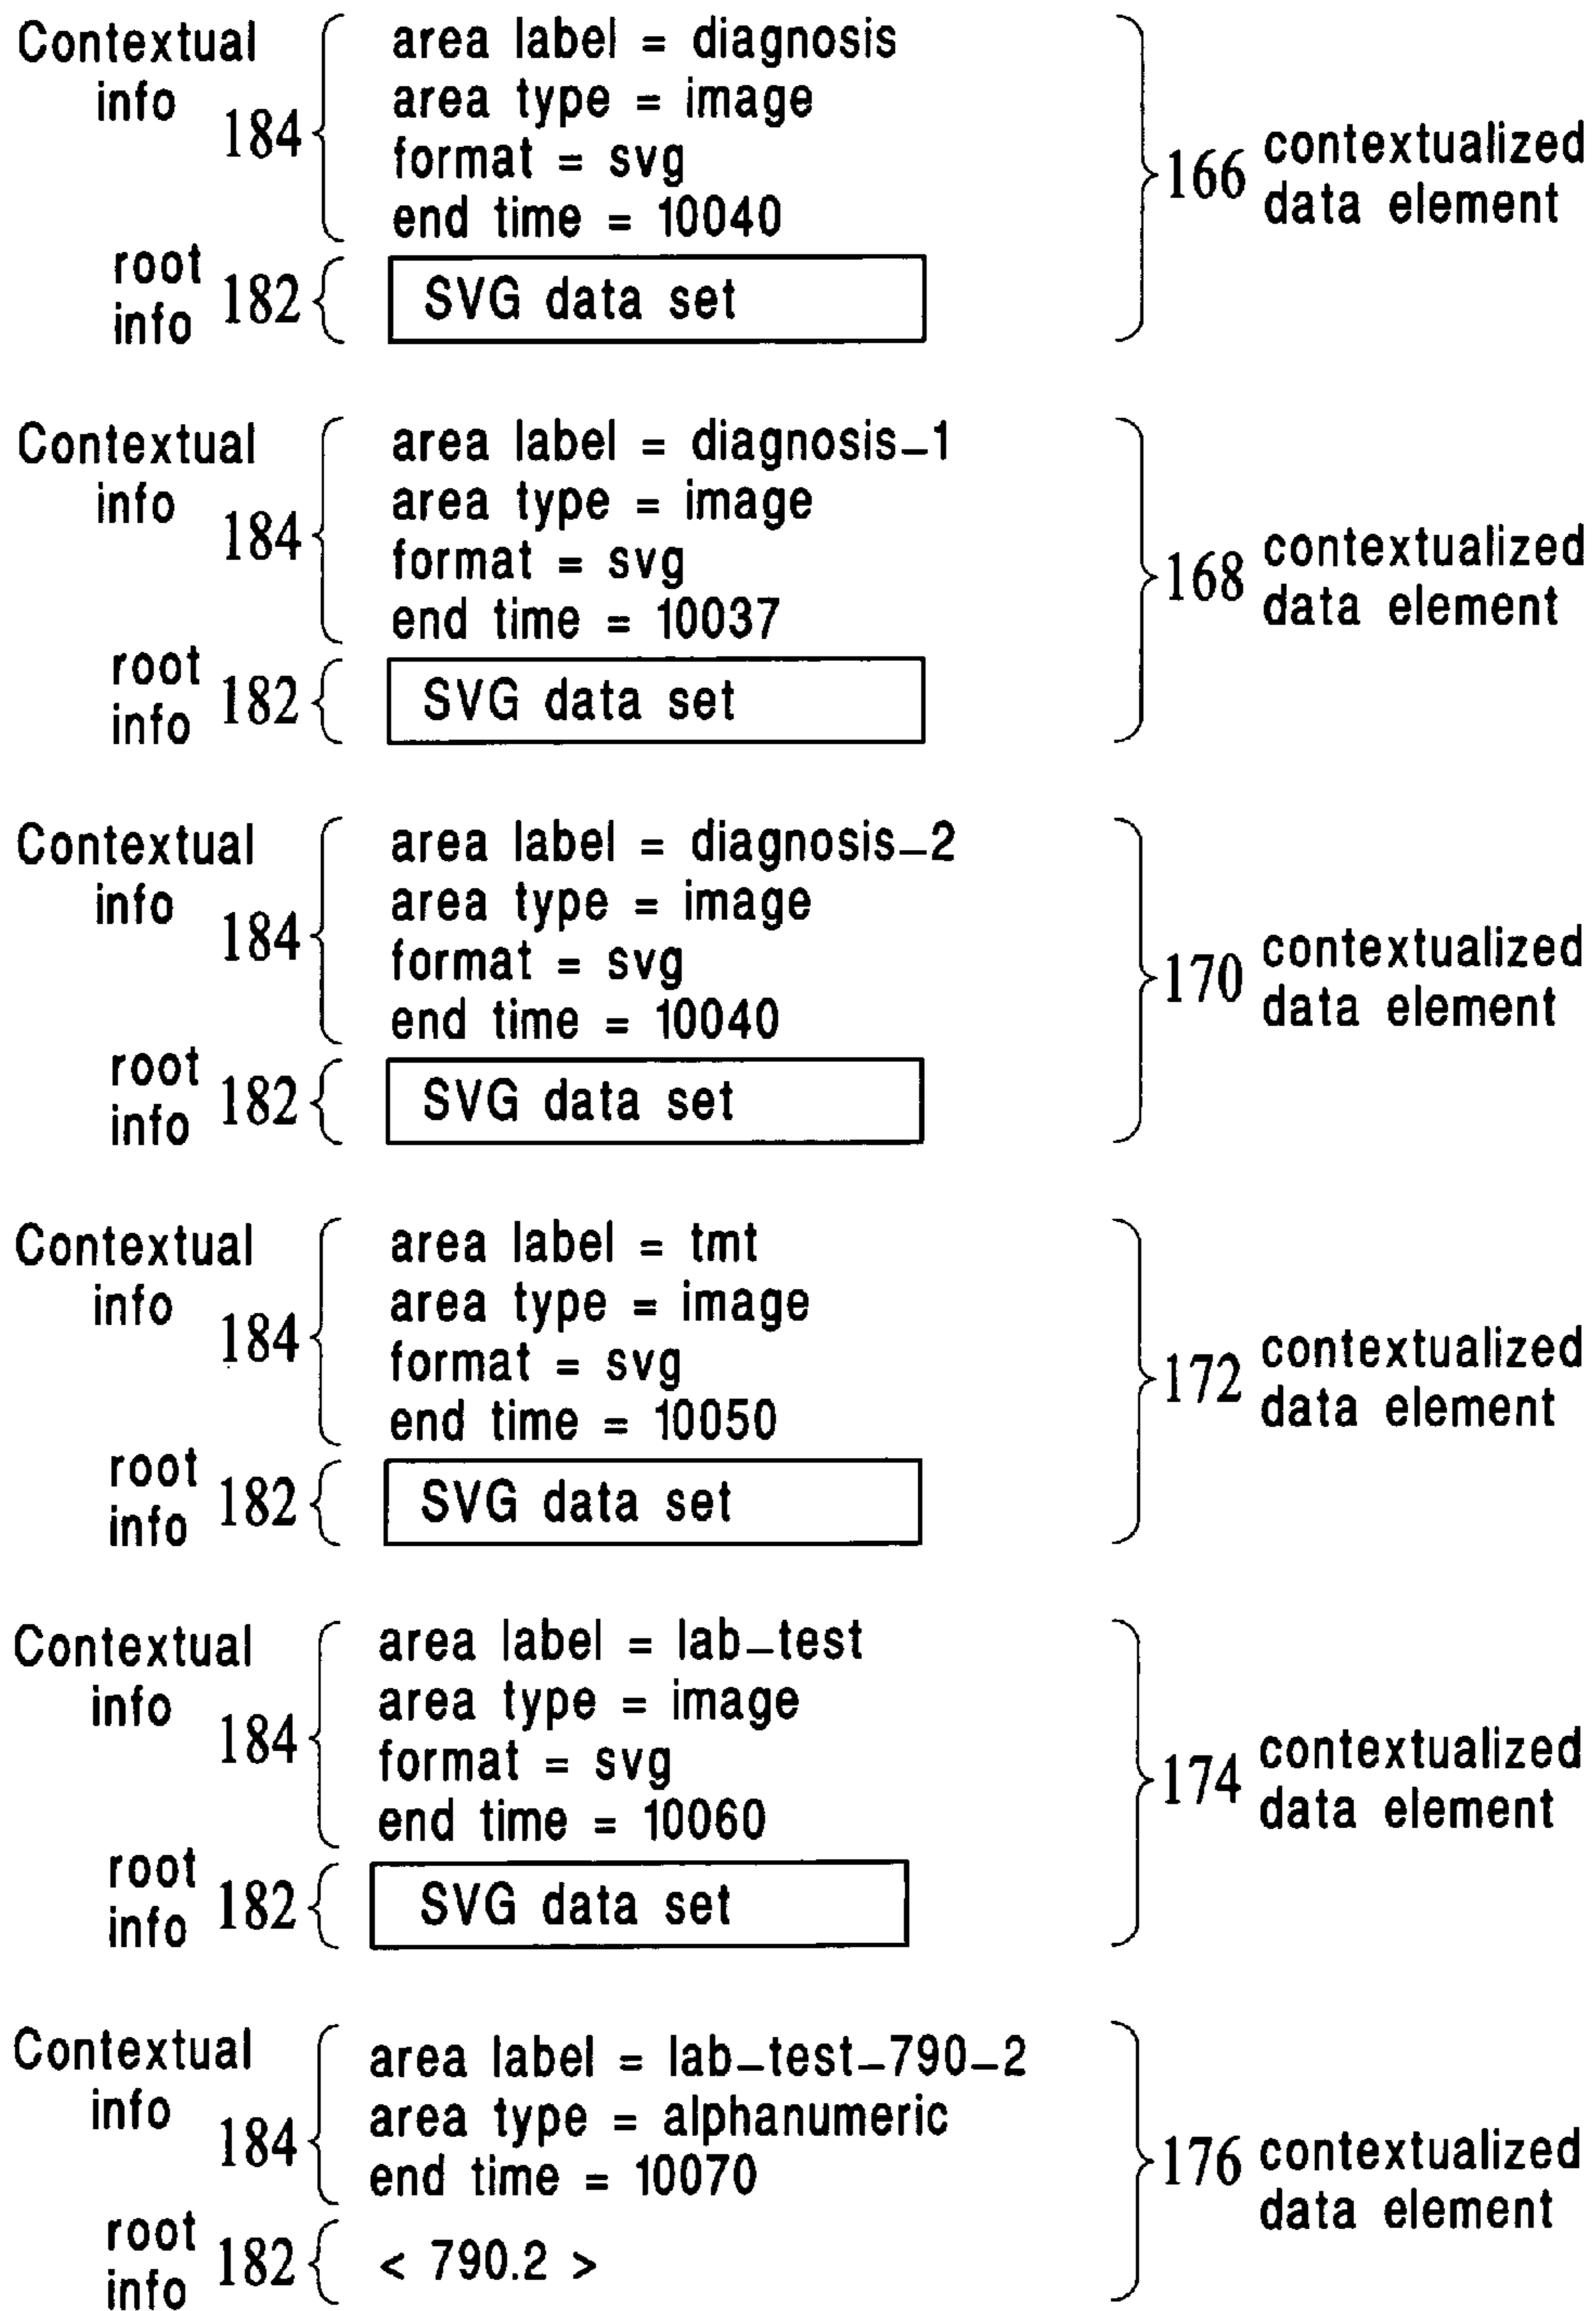 Contextual info 184
area label = diagnosis
area type = image
format = svg
end time = 10040
root info 182
SVG data set
166 contextualized data element
Contextual info 184
area label = diagnosis–1
area type = image
format = svg
end time = 10037
root info 182
SVG data set
168 contextualized data element
Contextual info 184
area label = diagnosis–2
area type = image
format = svg
end time = 10040
root info 182
SVG data set
170 contextualized data element
Contextual info 184
area label = tmt
area type = image
format = svg
end time = 10050
root info 182
SVG data set
172 contextualized data element
Contextual info 184
area label = lab–test
area type = image
format = svg
end time = 10060
root info 182
SVG data set
174 contextualized data element
Contextual info 184
area label = lab–test–790–2
area type = alphanumeric
end time = 10070
root info 182
< 790.2 >
176 contextualized data element